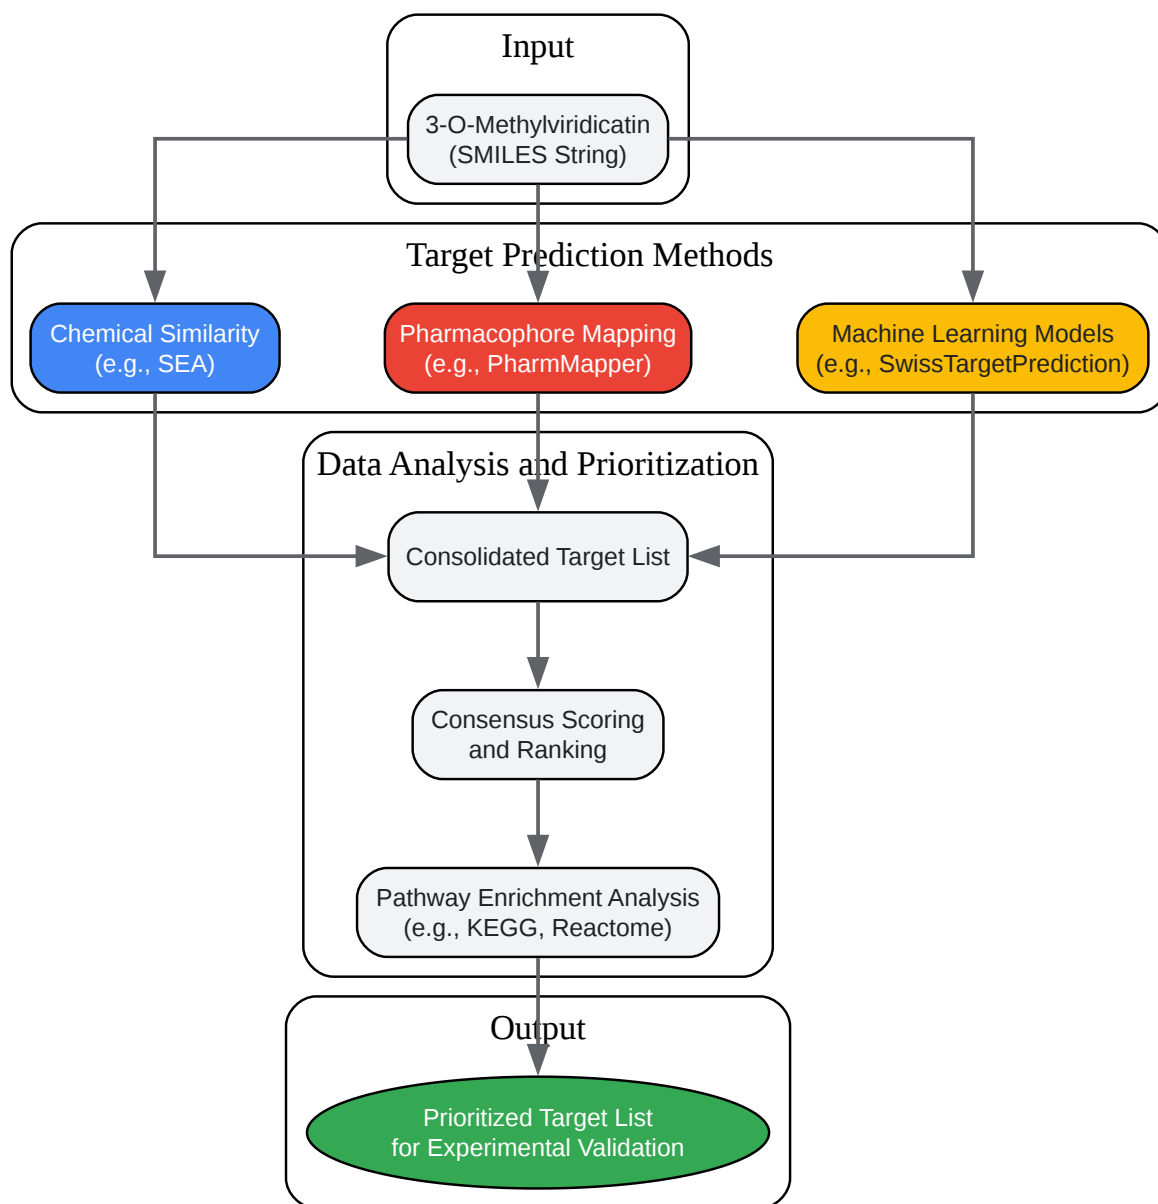 Input
3-O-Methylviridicatin
(SMILES String)
Target Prediction Methods
Chemical Similarity
(e.g., SEA)
Pharmacophore Mapping
(e.g., PharmMapper)
Machine Learning Models
(e.g., SwissTargetPrediction)
Data Analysis and Prioritization
Consolidated Target List
Consensus Scoring
and Ranking
Pathway Enrichment Analysis
(e.g., KEGG, Reactome)
Output
Prioritized Target List
for Experimental Validation